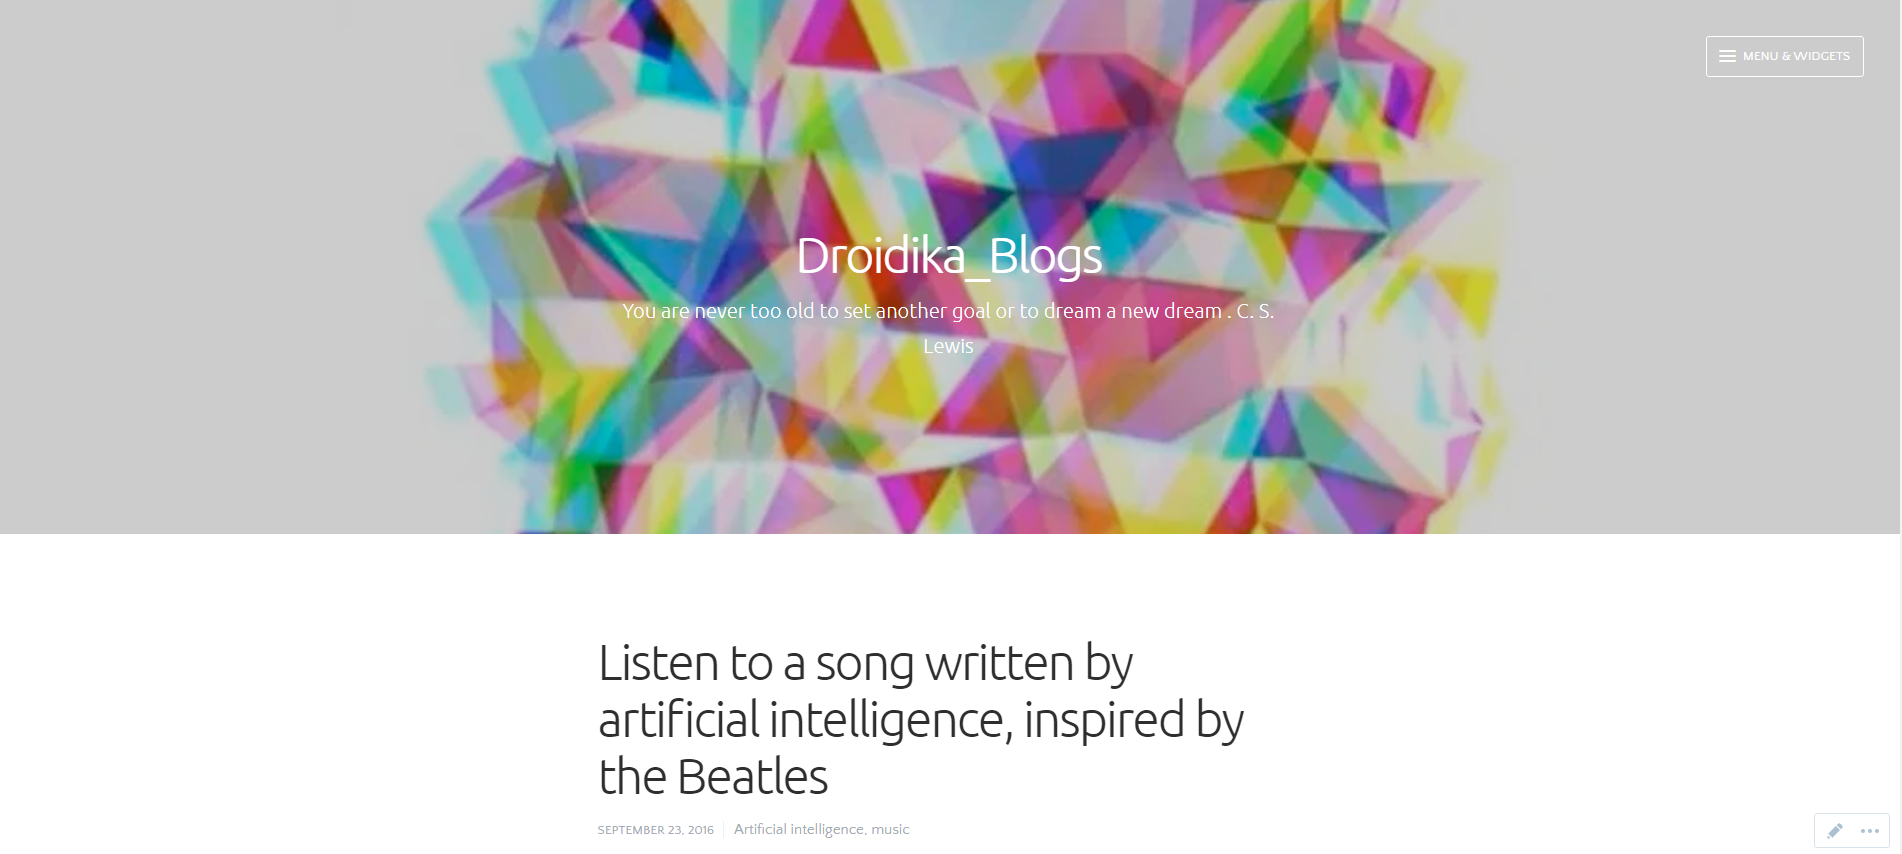 MENU & WIDGETS
Droidika_Blogs
You are never too old to set another goal or to dream a new dream . C. S.
Lewis
Listen to a song written by
artificial intelligence, inspired by
the Beatles
SEPTEMBER 23, 2016 Artificial intelligence, music